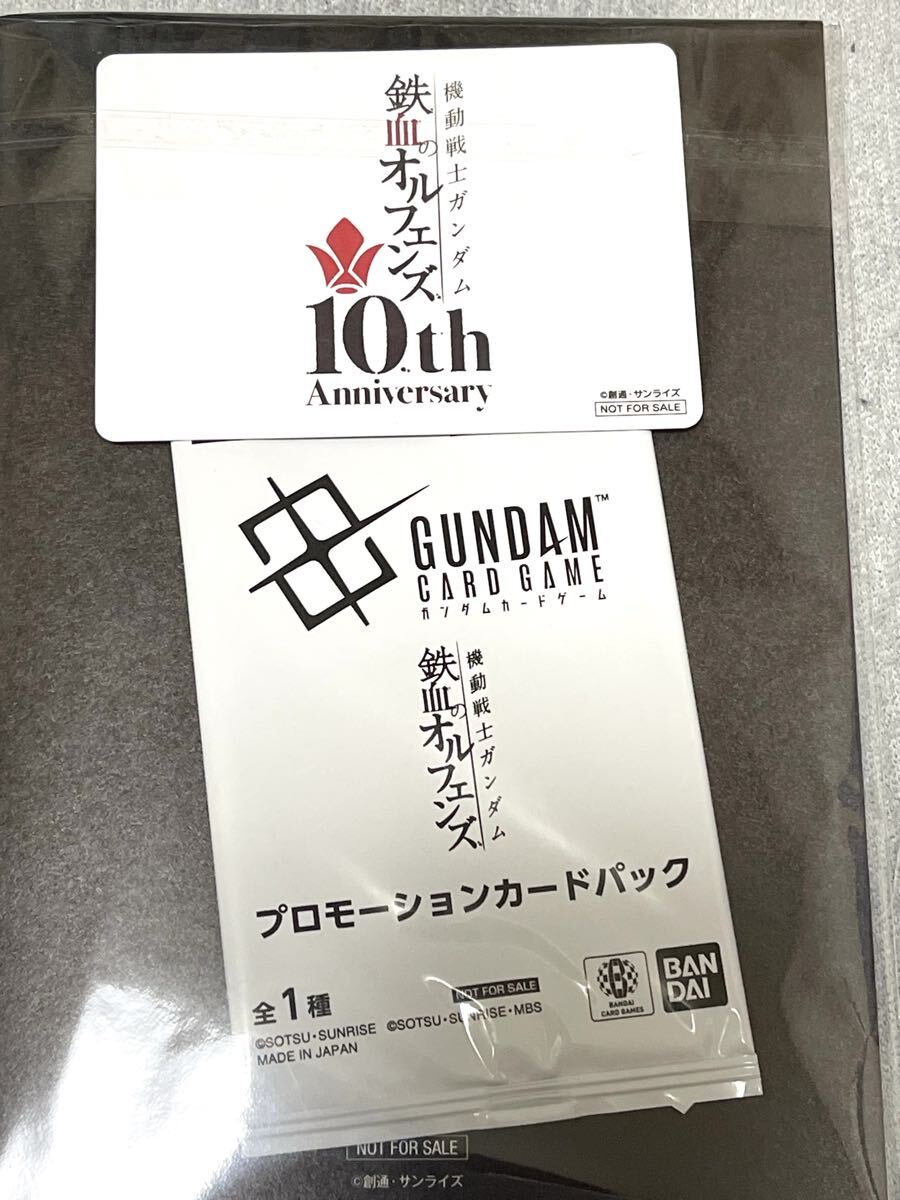 機動戦士ガンダム
鉄血のオルフェンズ
10th
Anniversary
©創通・サンライズ
NOT FOR SALE
GUNDAM™
CARD GAME
ガンダムカードゲーム
機動戦士ガンダム
鉄血のオルフェンズ
プロモーションカードパック
全1種
NOT FOR SALE
©SOTSU・SUNRISE ©SOTSU・SUNRISE・MBS
MADE IN JAPAN
BANDAI
CARD GAMES
BAN
DAI
NOT FOR SALE
©創通・サンライズ